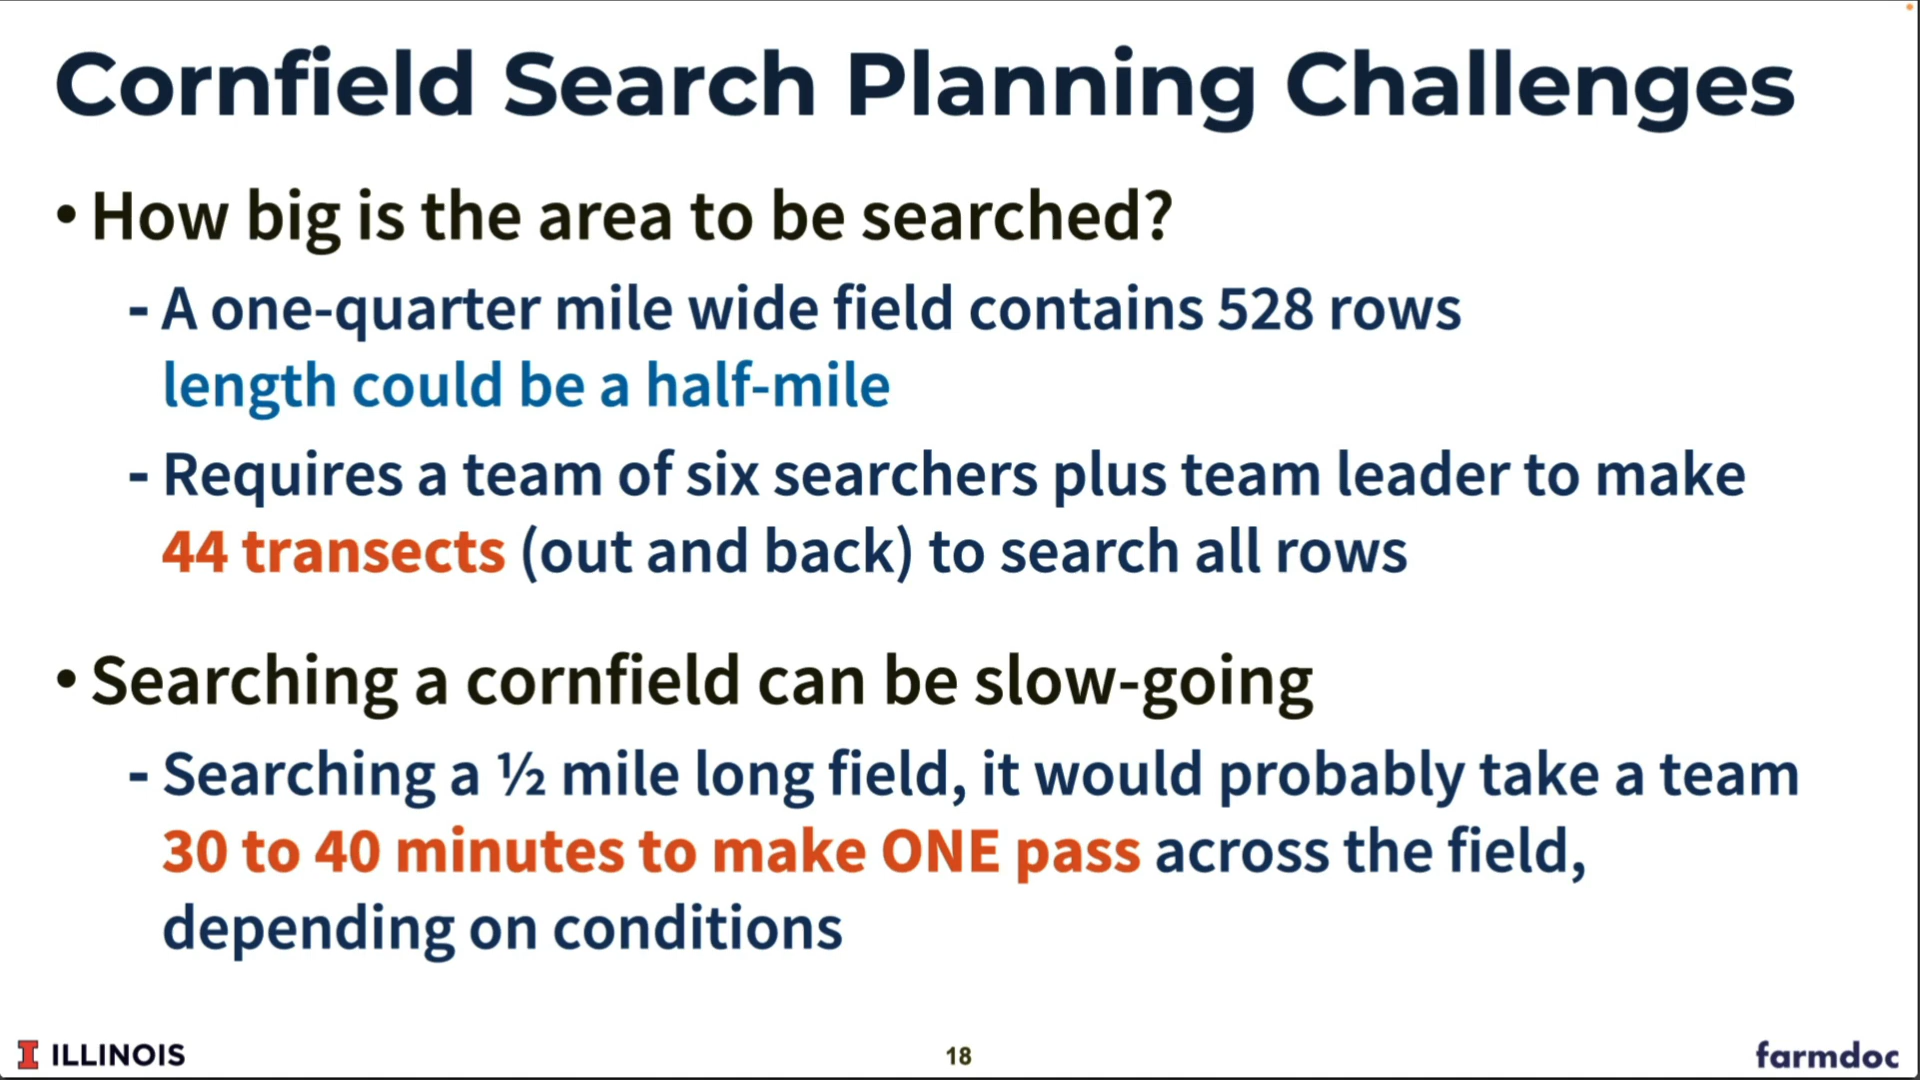 Cornfield Search Planning Challenges
• How big is the area to be searched?
- A one-quarter mile wide field contains 528 rows
length could be a half-mile
- Requires a team of six searchers plus team leader to make
44 transects (out and back) to search all rows
• Searching a cornfield can be slow-going
- Searching a ½ mile long field, it would probably take a team
30 to 40 minutes to make ONE pass across the field,
depending on conditions
I ILLINOIS
18
farmdoc